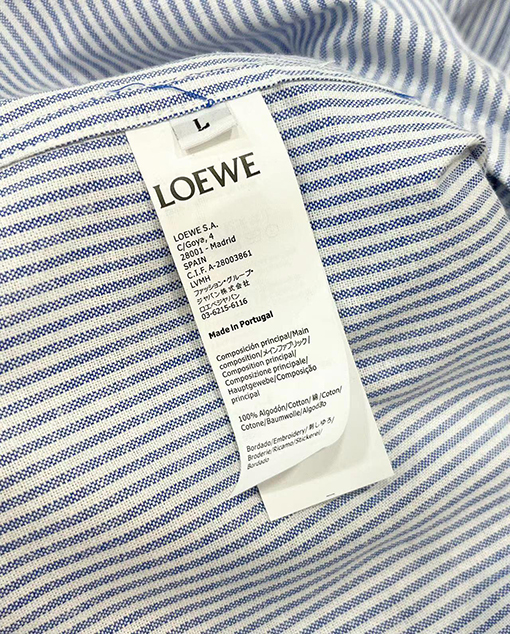 L
LOEWE
LOEWE S.A.
C/Goya, 4
28001 - Madrid
SPAIN
C.I.F. A-28003861
LVMH
ファッション・グループ・
ジャパン株式会社
ロエベジャパン
03-6215-6116
Made in Portugal
Composición principal/Main
composition/メインファブリック/
Composition principal/
Composizione principale/
Hauptgewebe/Composição
principal
100% Algodón/Cotton/綿/Coton/
Cotone/Baumwolle/Algodão
Bordado/Embroidery/刺しゅう/
Broderie/Ricamo/Stickerei/
Bordado